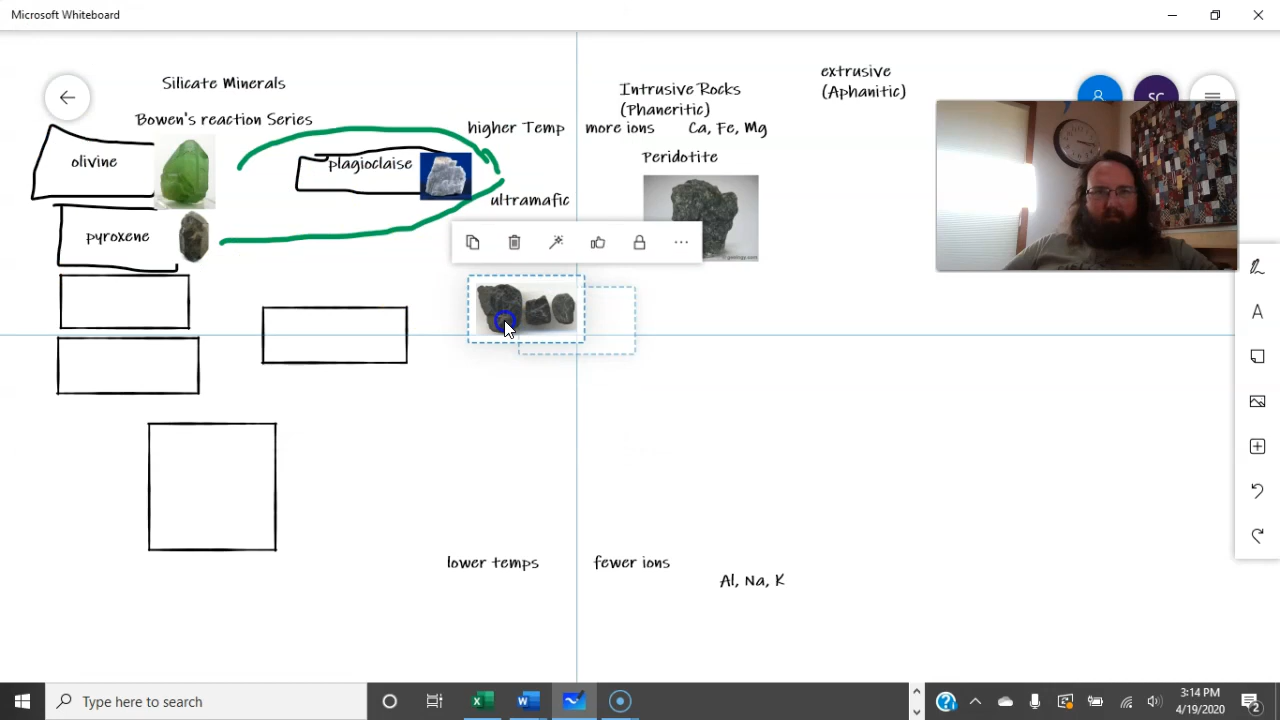 Microsoft Whiteboard
Silicate Minerals
Bowen's reaction Series
olivine
plagioclaise
pyroxene
higher Temp
ultramafic
Intrusive Rocks
(Phaneritic)
more ions
Ca, Fe, Mg
Peridotite
extrusive
(Aphanitic)
SC
lower temps
fewer ions
Al, Na, K
Type here to search
3:14 PM
4/19/2020
2